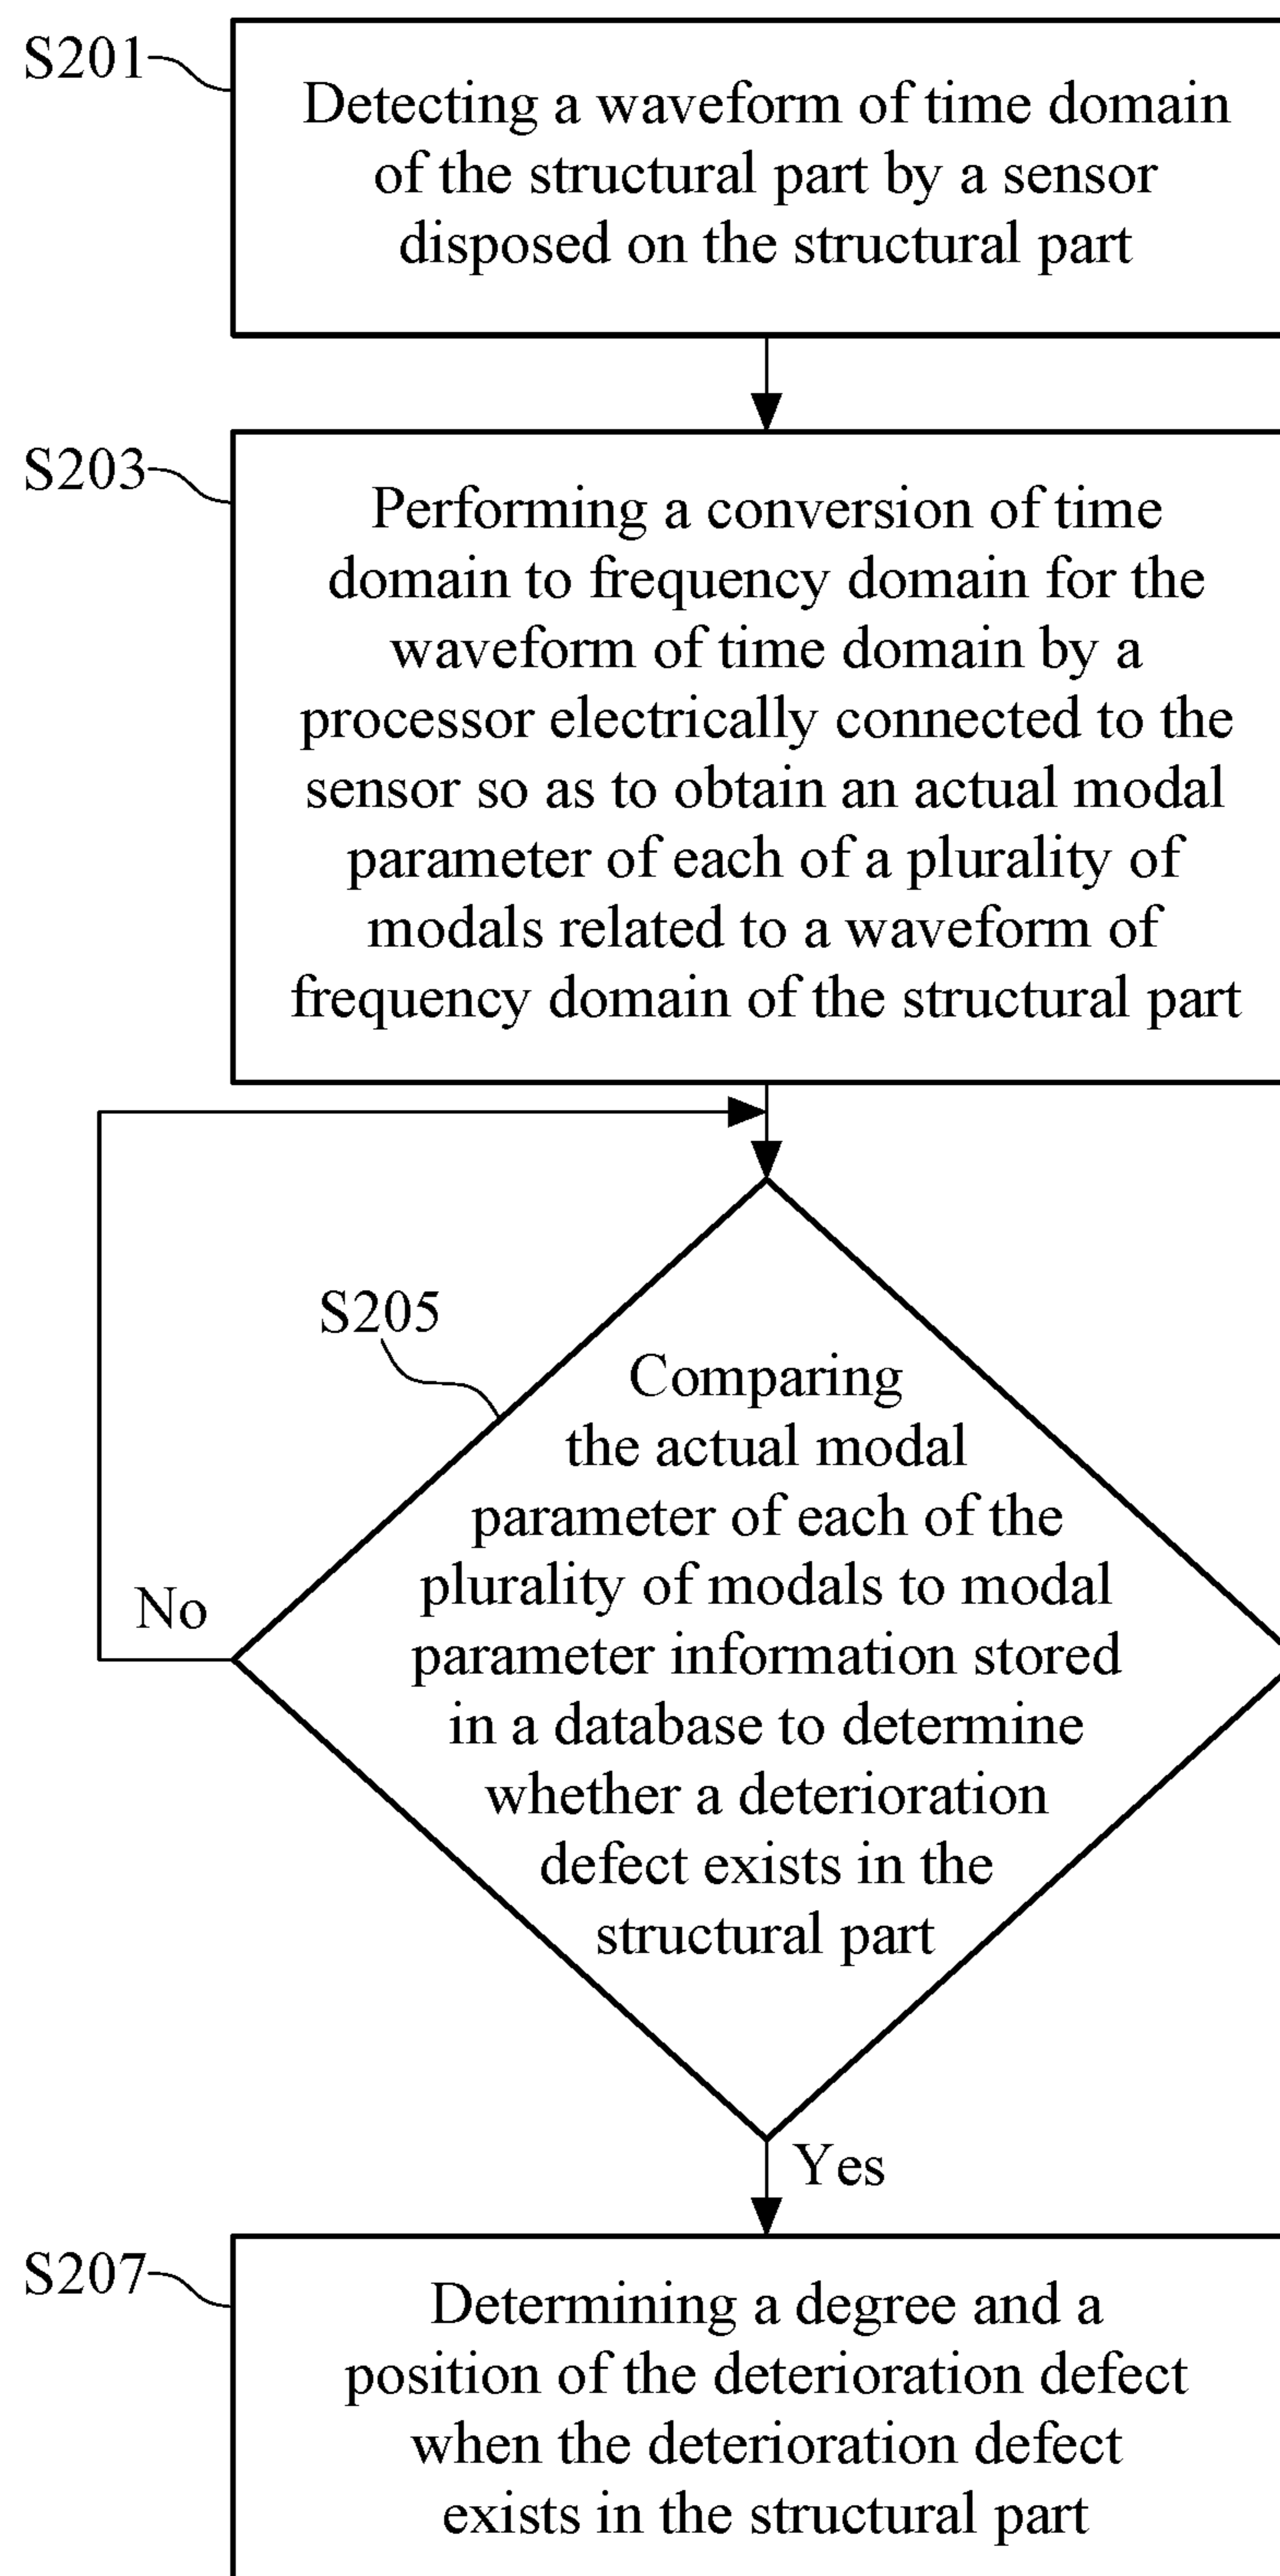 S201
Detecting a waveform of time domain
of the structural part by a sensor
disposed on the structural part
S203
Performing a conversion of time
domain to frequency domain for the
waveform of time domain by a
processor electrically connected to the
sensor so as to obtain an actual modal
parameter of each of a plurality of
modals related to a waveform of
frequency domain of the structural part
S205
Comparing
the actual modal
parameter of each of the
plurality of modals to modal
parameter information stored
in a database to determine
whether a deterioration
defect exists in the
structural part
No
Yes
S207
Determining a degree and a
position of the deterioration defect
when the deterioration defect
exists in the structural part